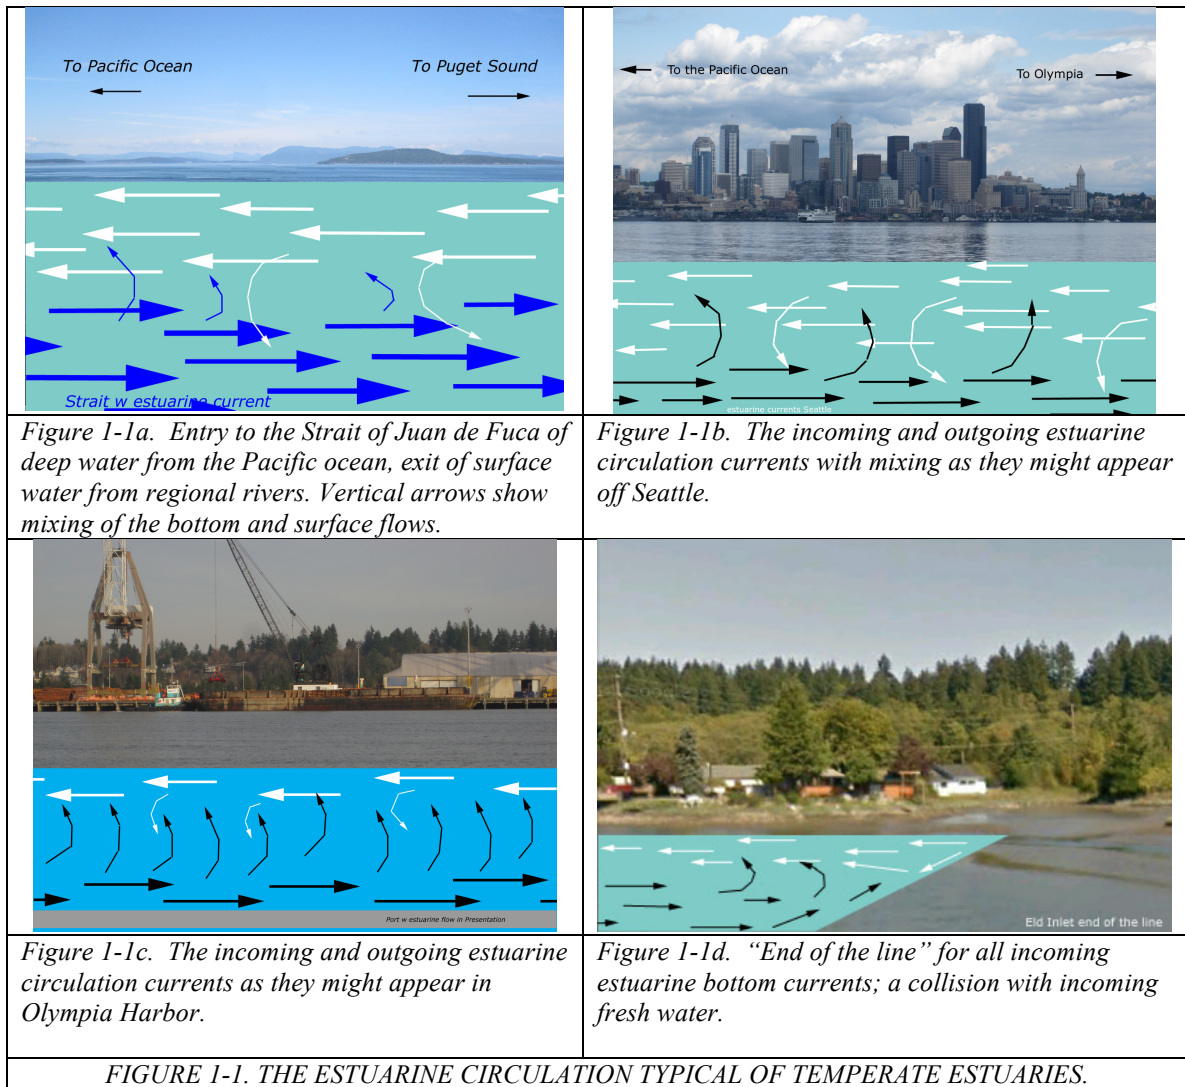 To Pacific Ocean
To Puget Sound
Strait w estuarine current
To the Pacific Ocean
To Olympia
estuarine currents Seattle
Figure 1-1a. Entry to the Strait of Juan de Fuca of
deep water from the Pacific ocean, exit of surface
water from regional rivers. Vertical arrows show
mixing of the bottom and surface flows.
Figure 1-1b. The incoming and outgoing estuarine
circulation currents with mixing as they might appear
off Seattle.
Port w estuarine flow in Presentation
Eld Inlet end of the line
Figure 1-1c. The incoming and outgoing estuarine
circulation currents as they might appear in
Olympia Harbor.
Figure 1-1d. “End of the line” for all incoming
estuarine bottom currents; a collision with incoming
fresh water.
FIGURE 1-1. THE ESTUARINE CIRCULATION TYPICAL OF TEMPERATE ESTUARIES.